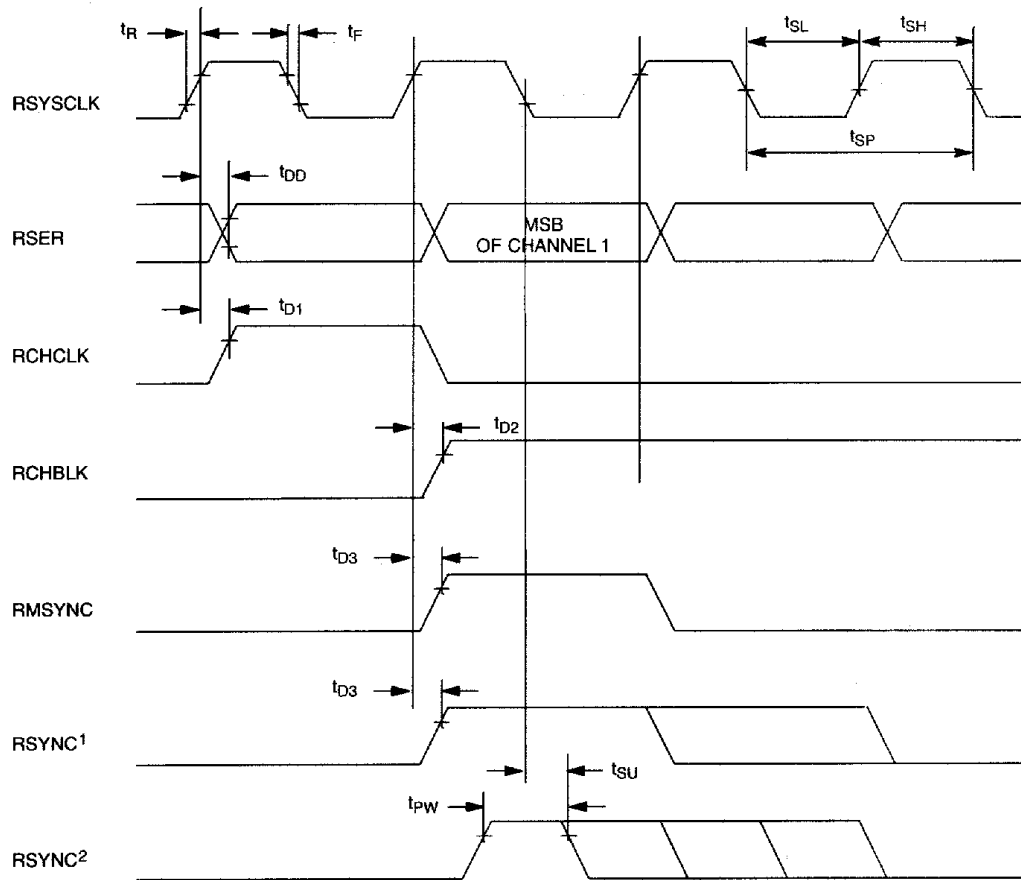 tR
tF
tSL
tSH
RSYSCLK
tSP
tDD
RSER
MSB
OF CHANNEL 1
tD1
RCHCLK
tD2
RCHBLK
tD3
RMSYNC
tD3
RSYNC1
tSU
tPW
RSYNC2